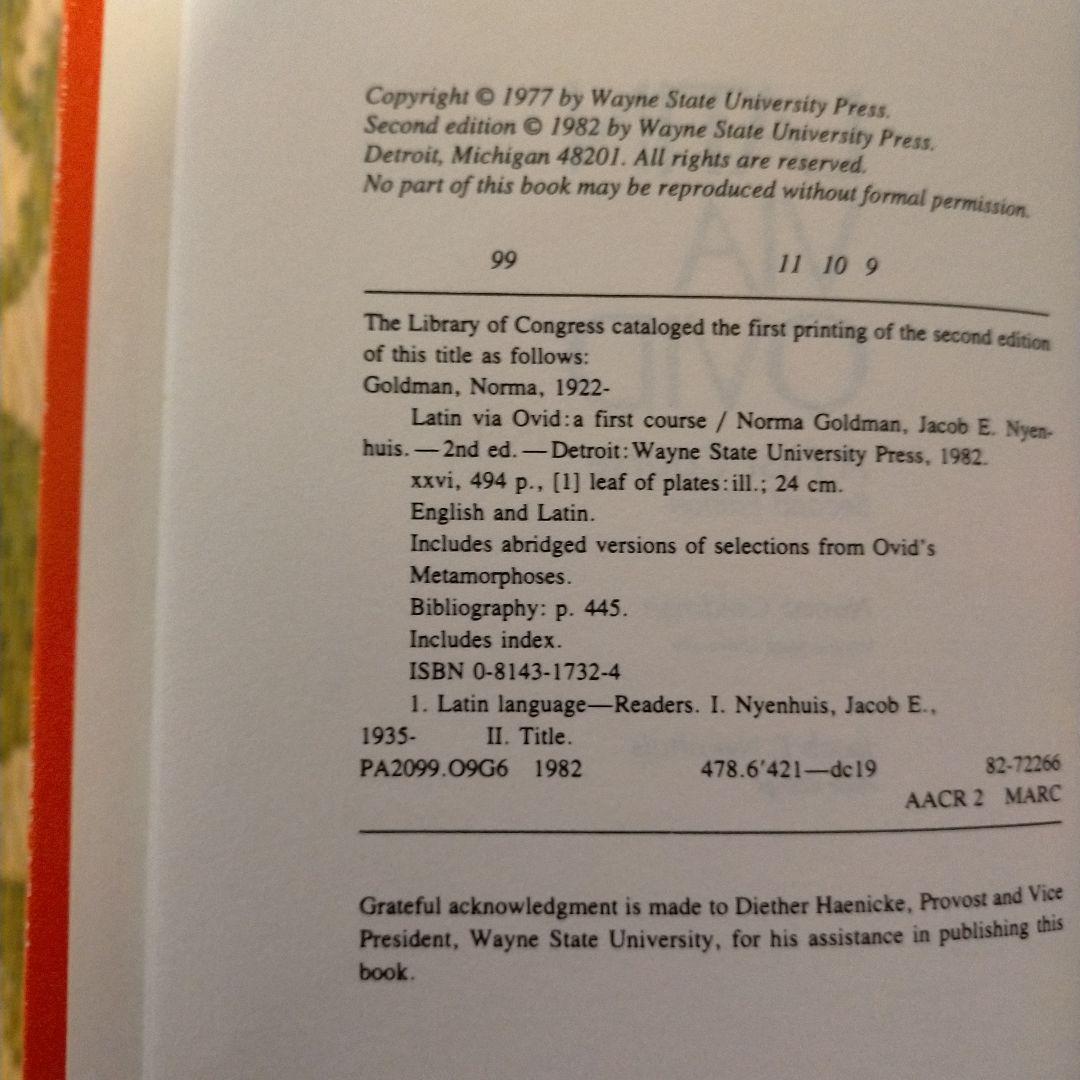 Copyright © 1977 by Wayne State University Press.
Second edition © 1982 by Wayne State University Press,
Detroit, Michigan 48201. All rights are reserved.
No part of this book may be reproduced without formal permission.
99 11 10 9
The Library of Congress cataloged the first printing of the second edition
of this title as follows:
Goldman, Norma, 1922-
Latin via Ovid: a first course / Norma Goldman, Jacob E. Nyen-
huis. — 2nd ed. — Detroit: Wayne State University Press, 1982.
xxvi, 494 p., [1] leaf of plates: ill.; 24 cm.
English and Latin.
Includes abridged versions of selections from Ovid's
Metamorphoses.
Bibliography: p. 445.
Includes index.
ISBN 0-8143-1732-4
1. Latin language—Readers. I. Nyenhuis, Jacob E.,
1935- II. Title.
PA2099.O9G6 1982 478.6'421—dc19 82-72266
AACR 2 MARC
Grateful acknowledgment is made to Diether Haenicke, Provost and Vice
President, Wayne State University, for his assistance in publishing this
book.